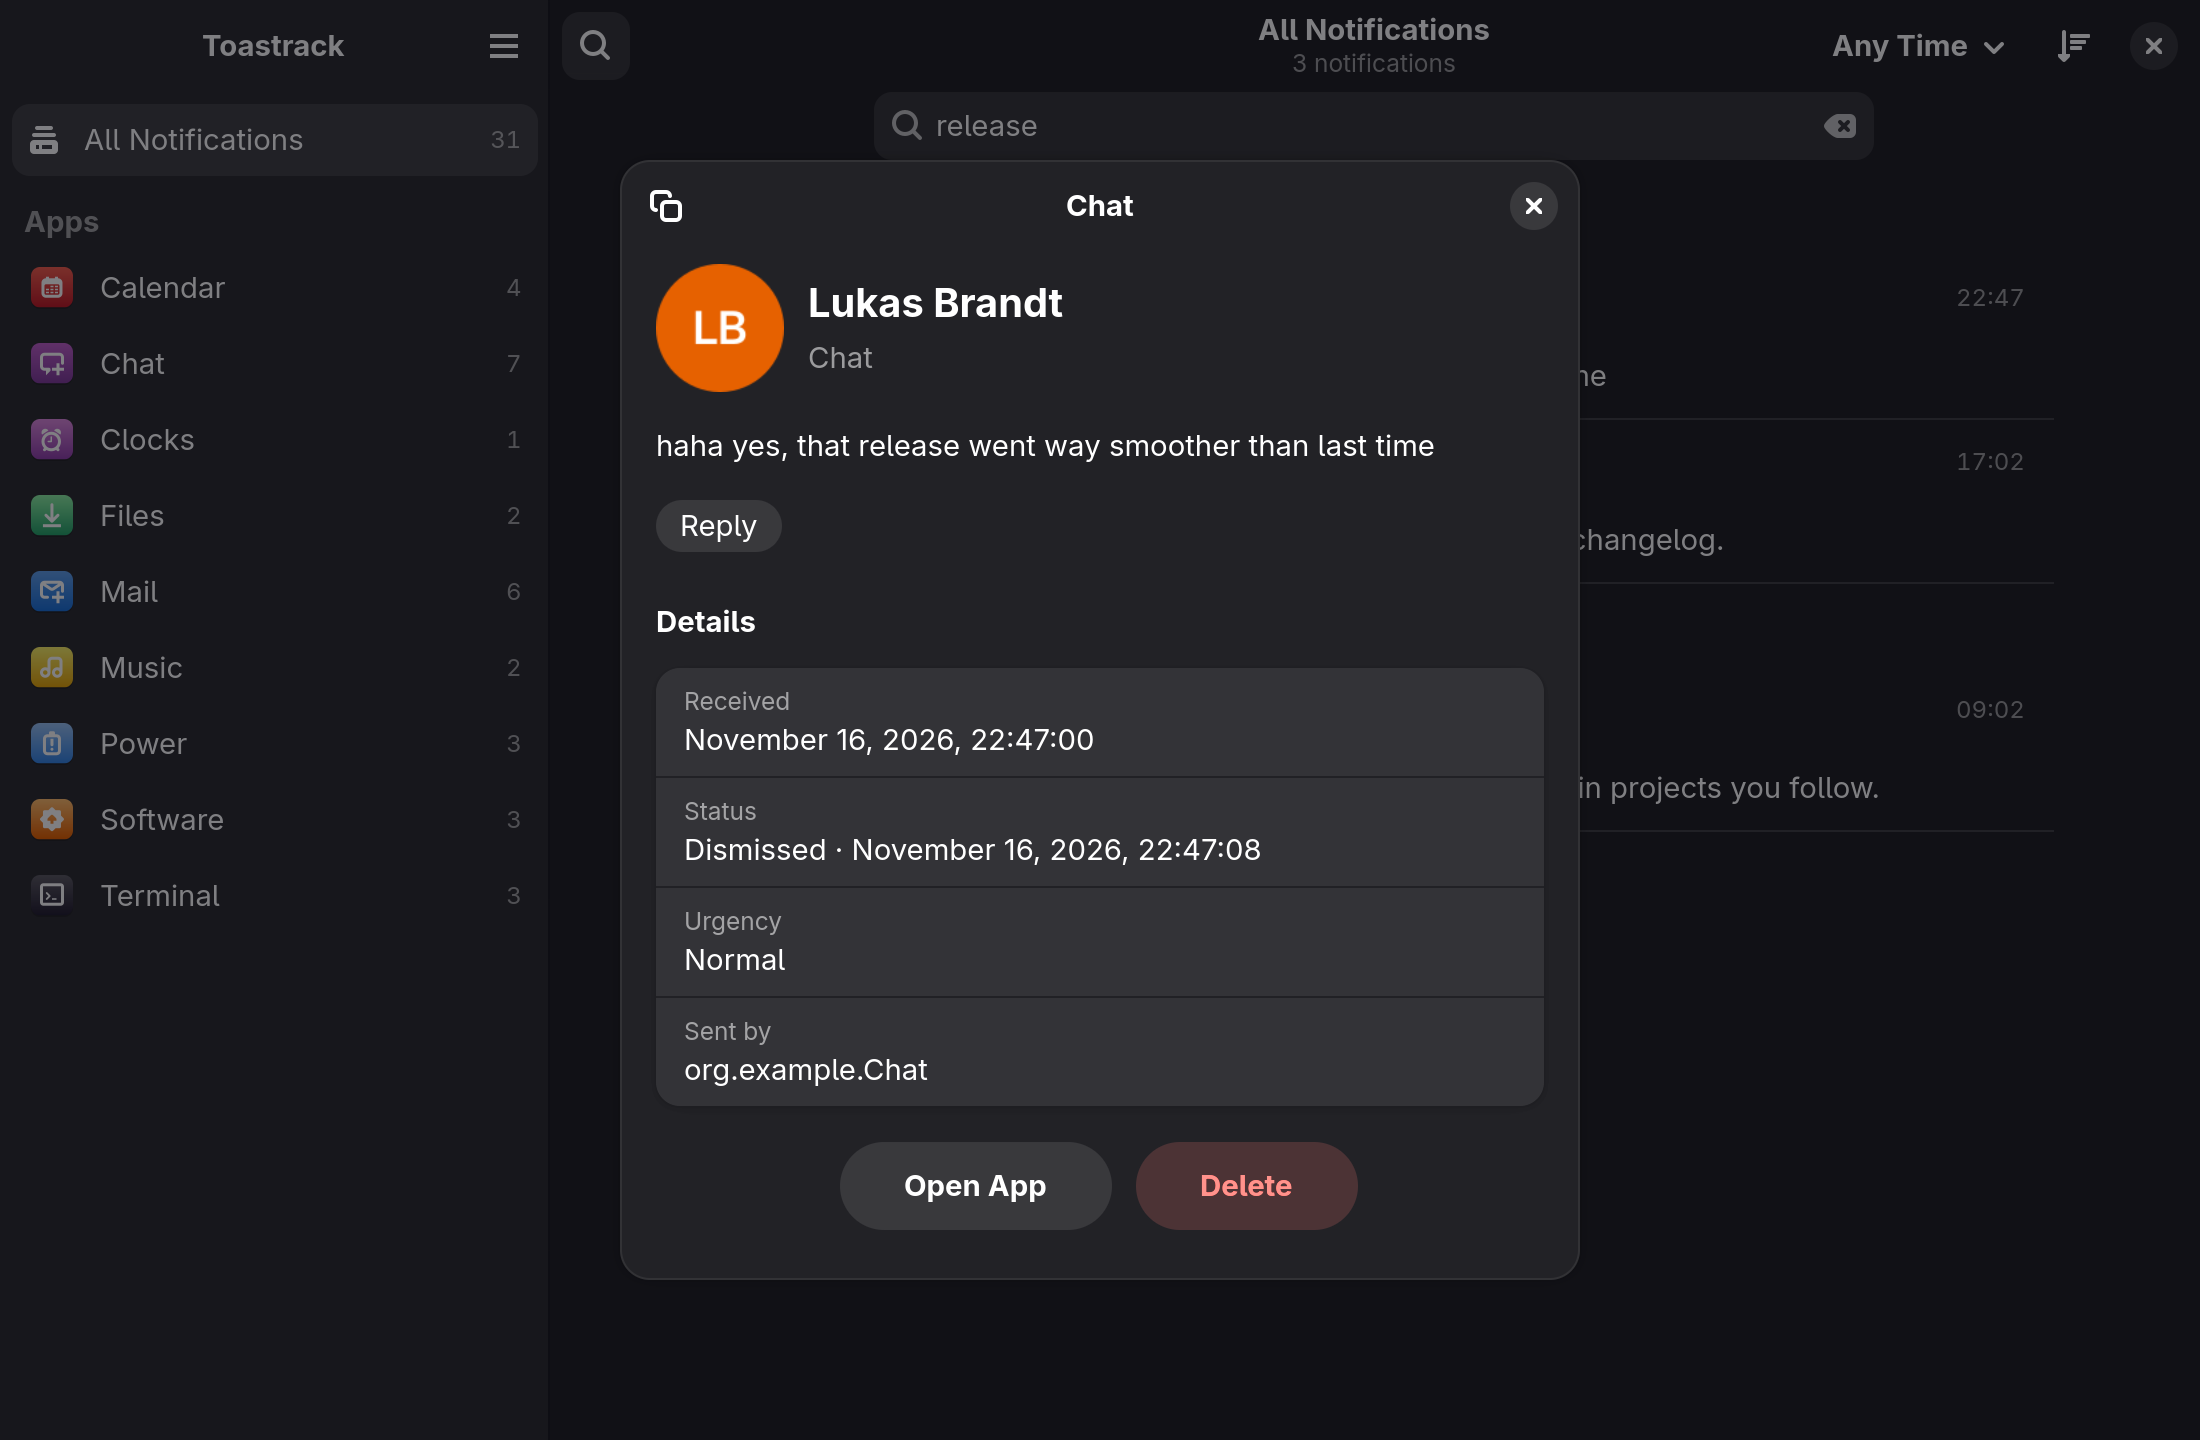 Toastrack
All Notifications
3 notifications
Any Time
All Notifications 31
release
Apps
Calendar 4
Chat 7
Clocks 1
Files 2
Mail 6
Music 2
Power 3
Software 3
Terminal 3
Chat
LB
Lukas Brandt
Chat
haha yes, that release went way smoother than last time
Reply
Details
Received
November 16, 2026, 22:47:00
Status
Dismissed · November 16, 2026, 22:47:08
Urgency
Normal
Sent by
org.example.Chat
Open App
Delete
22:47
17:02
changelog.
09:02
in projects you follow.